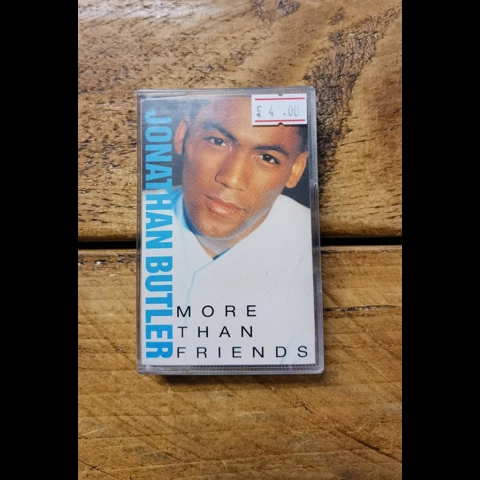 £ 4 .00
JONATHAN BUTLER
MORE
THAN
FRIENDS